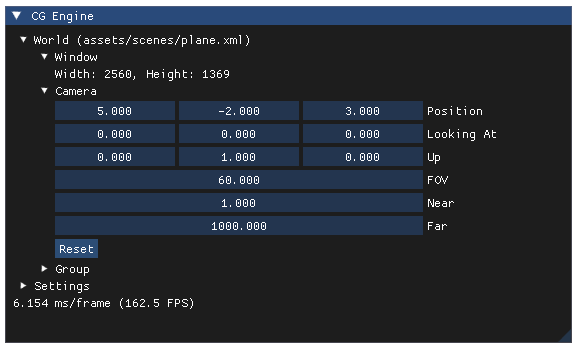 CG Engine
World (assets/scenes/plane.xml)
Window
Width: 2560, Height: 1369
Camera
5.000 -2.000 3.000 Position
0.000 0.000 0.000 Looking At
0.000 1.000 0.000 Up
60.000 FOV
1.000 Near
1000.000 Far
Reset
Group
Settings
6.154 ms/frame (162.5 FPS)